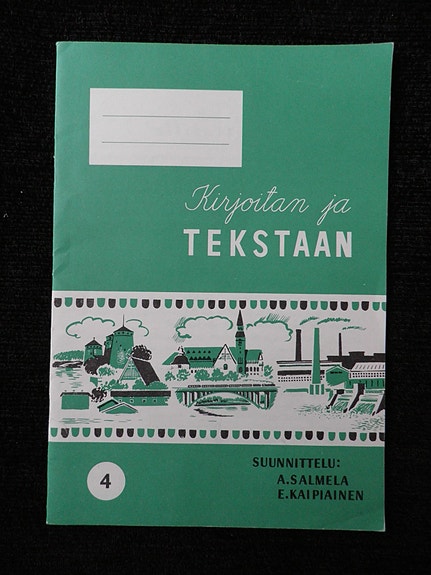 Kirjoitan ja
TEKSTAAN
4
SUUNNITTELU:
A.SALMELA
E.KAIPIAINEN